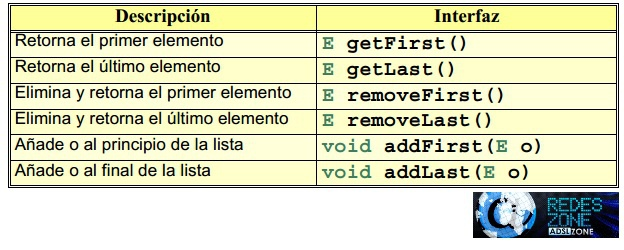 Descripción Interfaz
Retorna el primer elemento E getFirst()
Retorna el último elemento E getLast()
Elimina y retorna el primer elemento E removeFirst()
Elimina y retorna el último elemento E removeLast()
Añade o al principio de la lista void addFirst(E o)
Añade o al final de la lista void addLast(E o)
REDES
ZONE
ADSLZONE